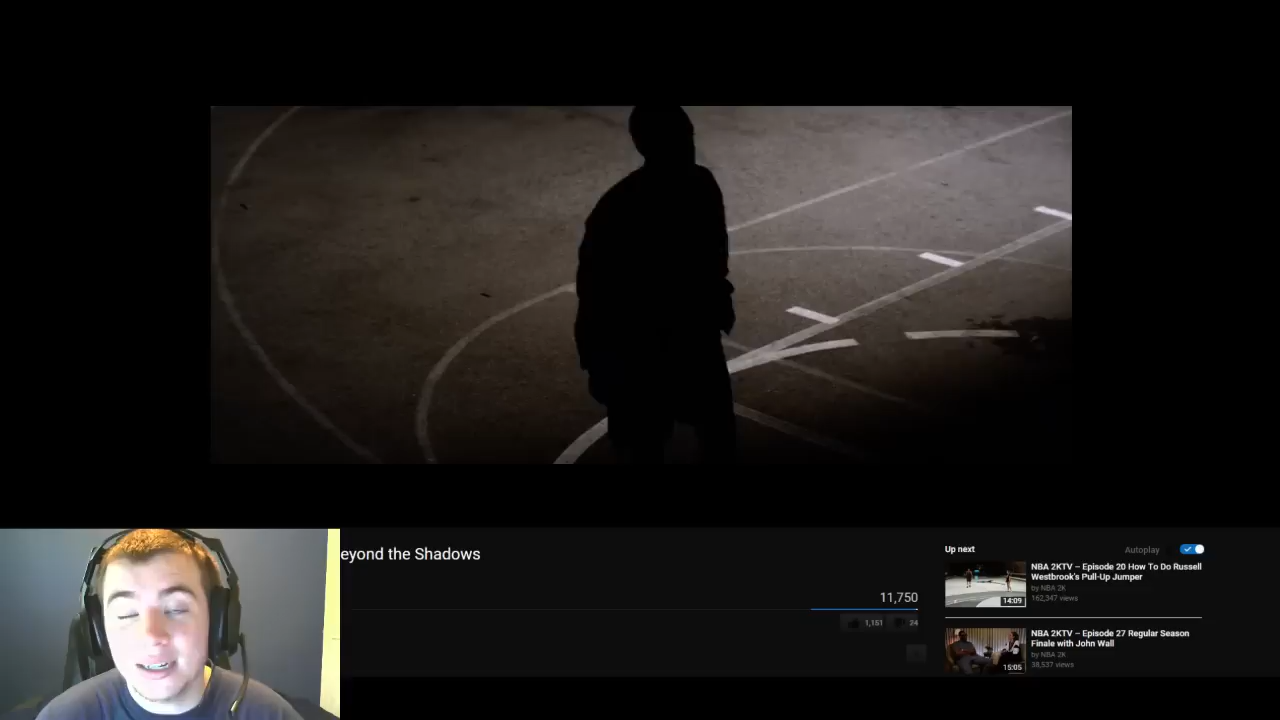 eyond the Shadows
11,750
1,151
24
Up next
Autoplay
NBA 2KTV – Episode 20 How To Do Russell
Westbrook's Pull-Up Jumper
by NBA 2K
162,347 views
14:09
NBA 2KTV – Episode 27 Regular Season
Finale with John Wall
by NBA 2K
38,537 views
15:05